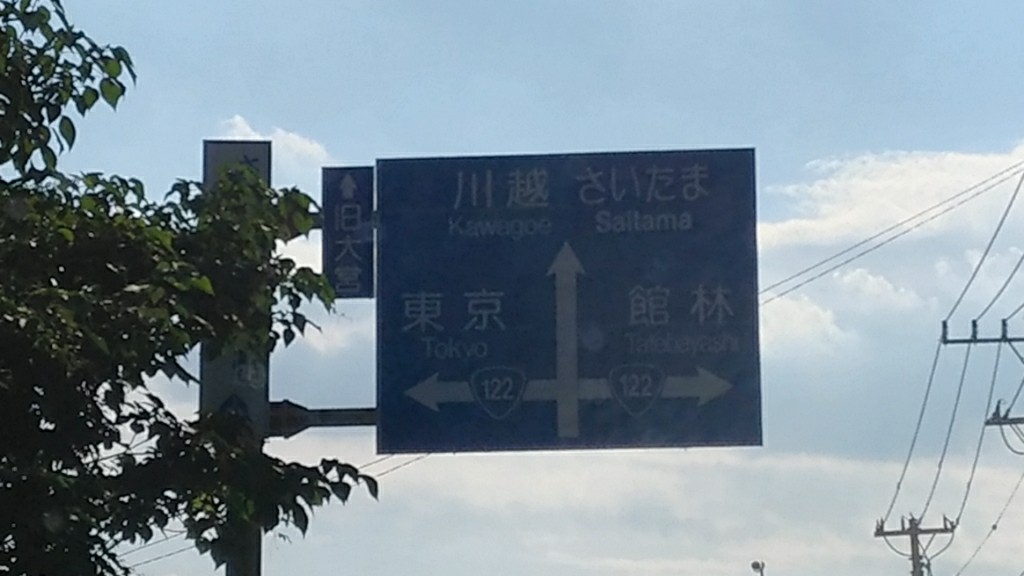 旧大宮
川越 さいたま
Kawagoe Saitama
東京 館林
Tokyo Tatebayashi
122 122